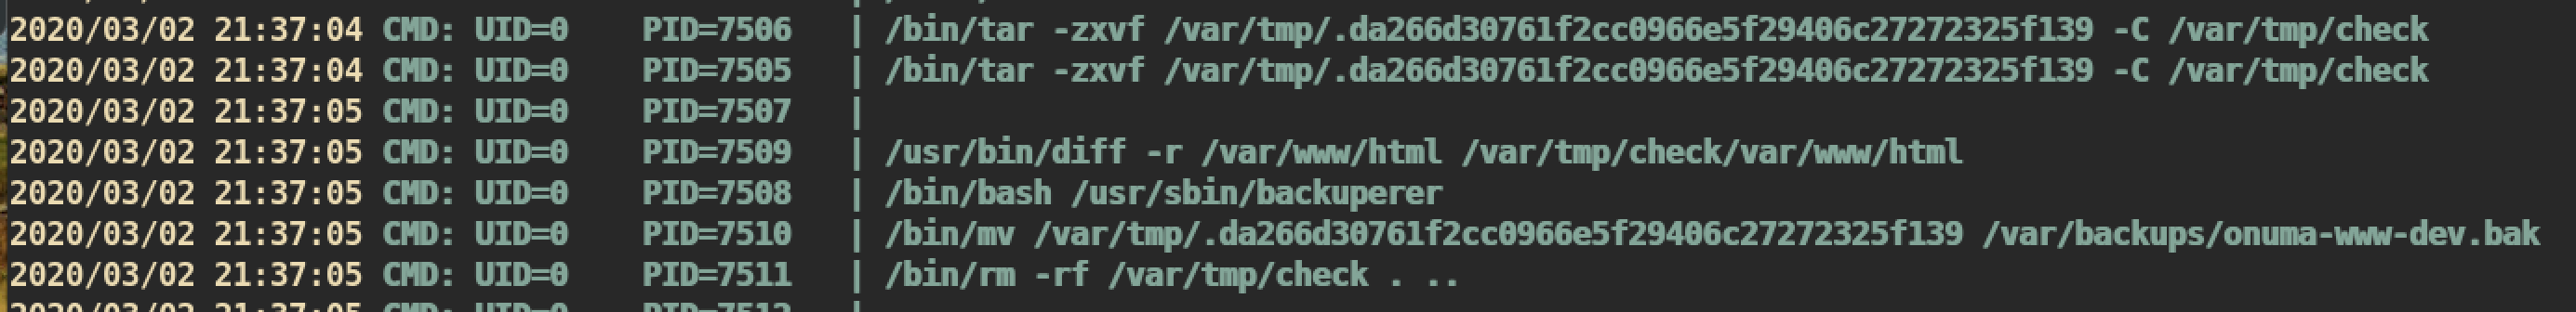 2020/03/02 21:37:04 CMD: UID=0    PID=7506   | /bin/tar -zxvf /var/tmp/.da266d30761f2cc0966e5f29406c27272325f139 -C /var/tmp/check
2020/03/02 21:37:04 CMD: UID=0    PID=7505   | /bin/tar -zxvf /var/tmp/.da266d30761f2cc0966e5f29406c27272325f139 -C /var/tmp/check
2020/03/02 21:37:05 CMD: UID=0    PID=7507   |
2020/03/02 21:37:05 CMD: UID=0    PID=7509   | /usr/bin/diff -r /var/www/html /var/tmp/check/var/www/html
2020/03/02 21:37:05 CMD: UID=0    PID=7508   | /bin/bash /usr/sbin/backuperer
2020/03/02 21:37:05 CMD: UID=0    PID=7510   | /bin/mv /var/tmp/.da266d30761f2cc0966e5f29406c27272325f139 /var/backups/onuma-www-dev.bak
2020/03/02 21:37:05 CMD: UID=0    PID=7511   | /bin/rm -rf /var/tmp/check . ..